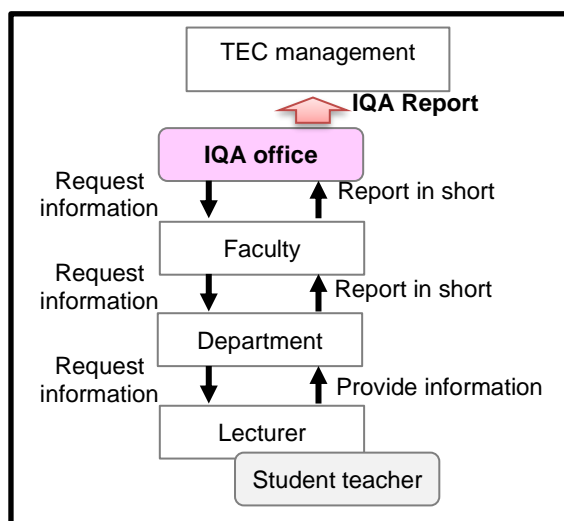 TEC management
IQA Report
IQA office
Request
information
Report in short
Faculty
Request
information
Report in short
Department
Request
information
Provide information
Lecturer
Student teacher